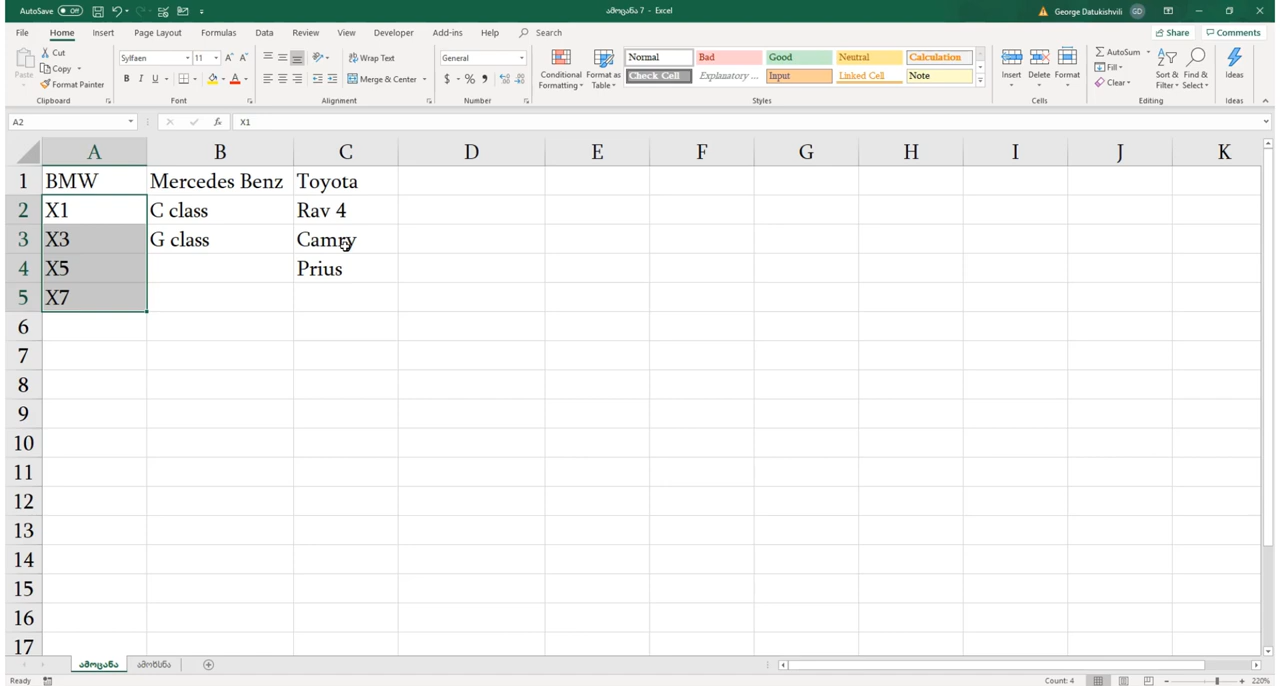 AutoSave Off
ამოცანა 7 - Excel
George Datukishvili GD
File Home Insert Page Layout Formulas Data Review View Developer Add-ins Help Search Share Comments
Paste
Cut
Copy
Format Painter
Clipboard
Sylfaen 11
B I U
Font
Wrap Text
Merge & Center
Alignment
General
$ % ,
Number
Conditional Formatting
Format as Table
Normal Bad Good Neutral Calculation
Check Cell Explanatory ... Input Linked Cell Note
Styles
Insert Delete Format
Cells
AutoSum
Fill
Clear
Sort & Filter
Find & Select
Editing
Ideas
Ideas
A2 fx X1
A B C D E F G H I J K
1 BMW Mercedes Benz Toyota
2 X1 C class Rav 4
3 X3 G class Camry
4 X5 Prius
5 X7
6
7
8
9
10
11
12
13
14
15
16
17
ამოცანა ამოხსნა
Ready Count: 4 220%